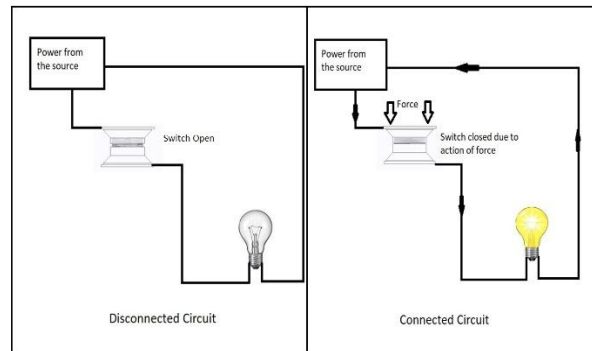 Power from
the source
Switch Open
Disconnected Circuit
Power from
the source
Force
Switch closed due to
action of force
Connected Circuit